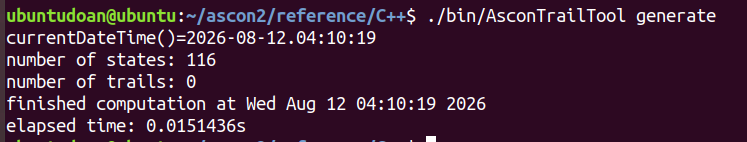 ubuntudoan@ubuntu:~/ascon2/reference/C++$ ./bin/AsconTrailTool generate
currentDateTime()=2026-08-12.04:10:19
number of states: 116
number of trails: 0
finished computation at Wed Aug 12 04:10:19 2026
elapsed time: 0.0151436s